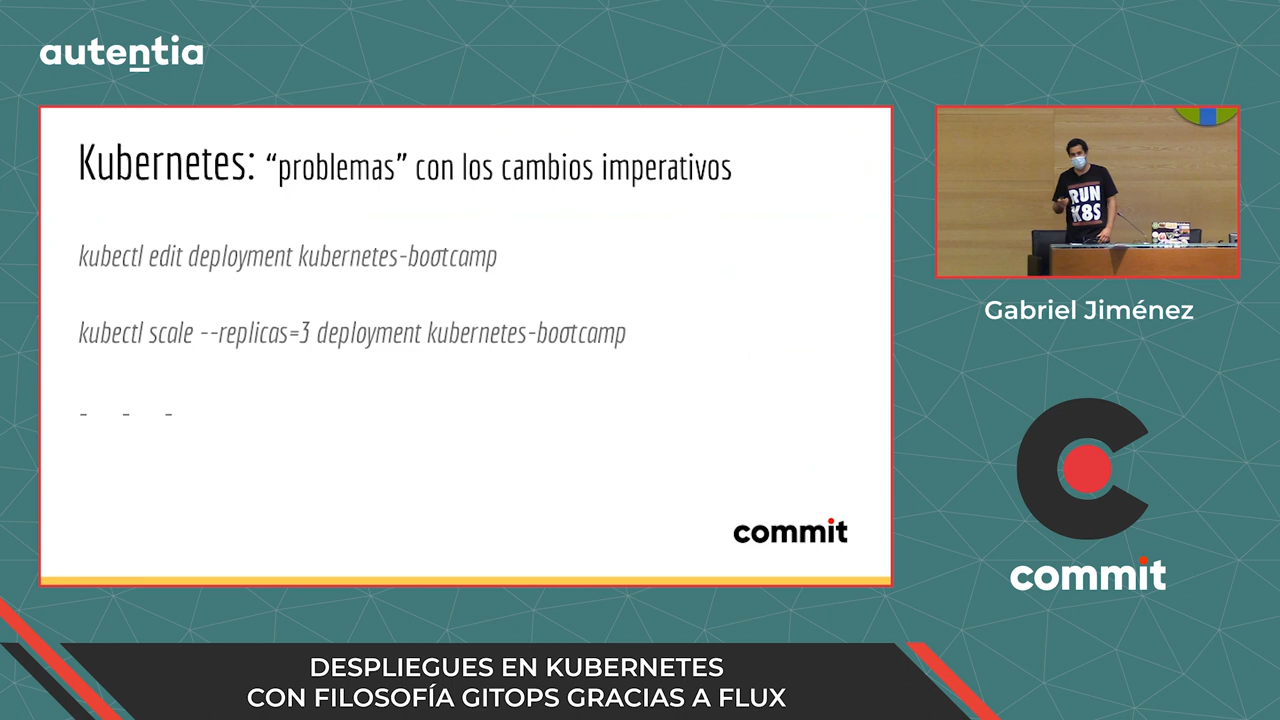 autentia
Kubernetes: “problemas” con los cambios imperativos
kubectl edit deployment kubernetes-bootcamp
kubectl scale --replicas=3 deployment kubernetes-bootcamp
- - -
commit
RUN
K8S
Gabriel Jiménez
commit
DESPLIEGUES EN KUBERNETES
CON FILOSOFÍA GITOPS GRACIAS A FLUX